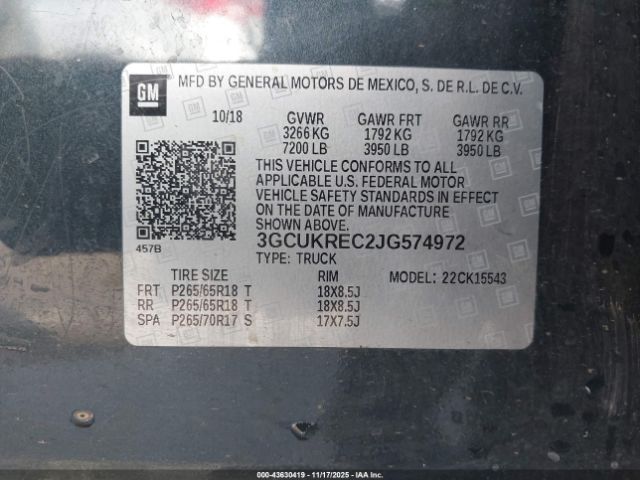 GM
MFD BY GENERAL MOTORS DE MEXICO, S. DE R.L. DE C.V.
10/18 GVWR GAWR FRT GAWR RR
3266 KG 1792 KG 1792 KG
7200 LB 3950 LB 3950 LB
THIS VEHICLE CONFORMS TO ALL
APPLICABLE U.S. FEDERAL MOTOR
VEHICLE SAFETY STANDARDS IN EFFECT
ON THE DATE OF MANUFACTURE
SHOWN ABOVE.
457B
3GCUKREC2JG574972
TYPE: TRUCK
TIRE SIZE RIM MODEL: 22CK15543
FRT P265/65R18 T 18X8.5J
RR P265/65R18 T 18X8.5J
SPA P265/70R17 S 17X7.5J
000-43630419 | 11/17/2025 - IAAI.COM